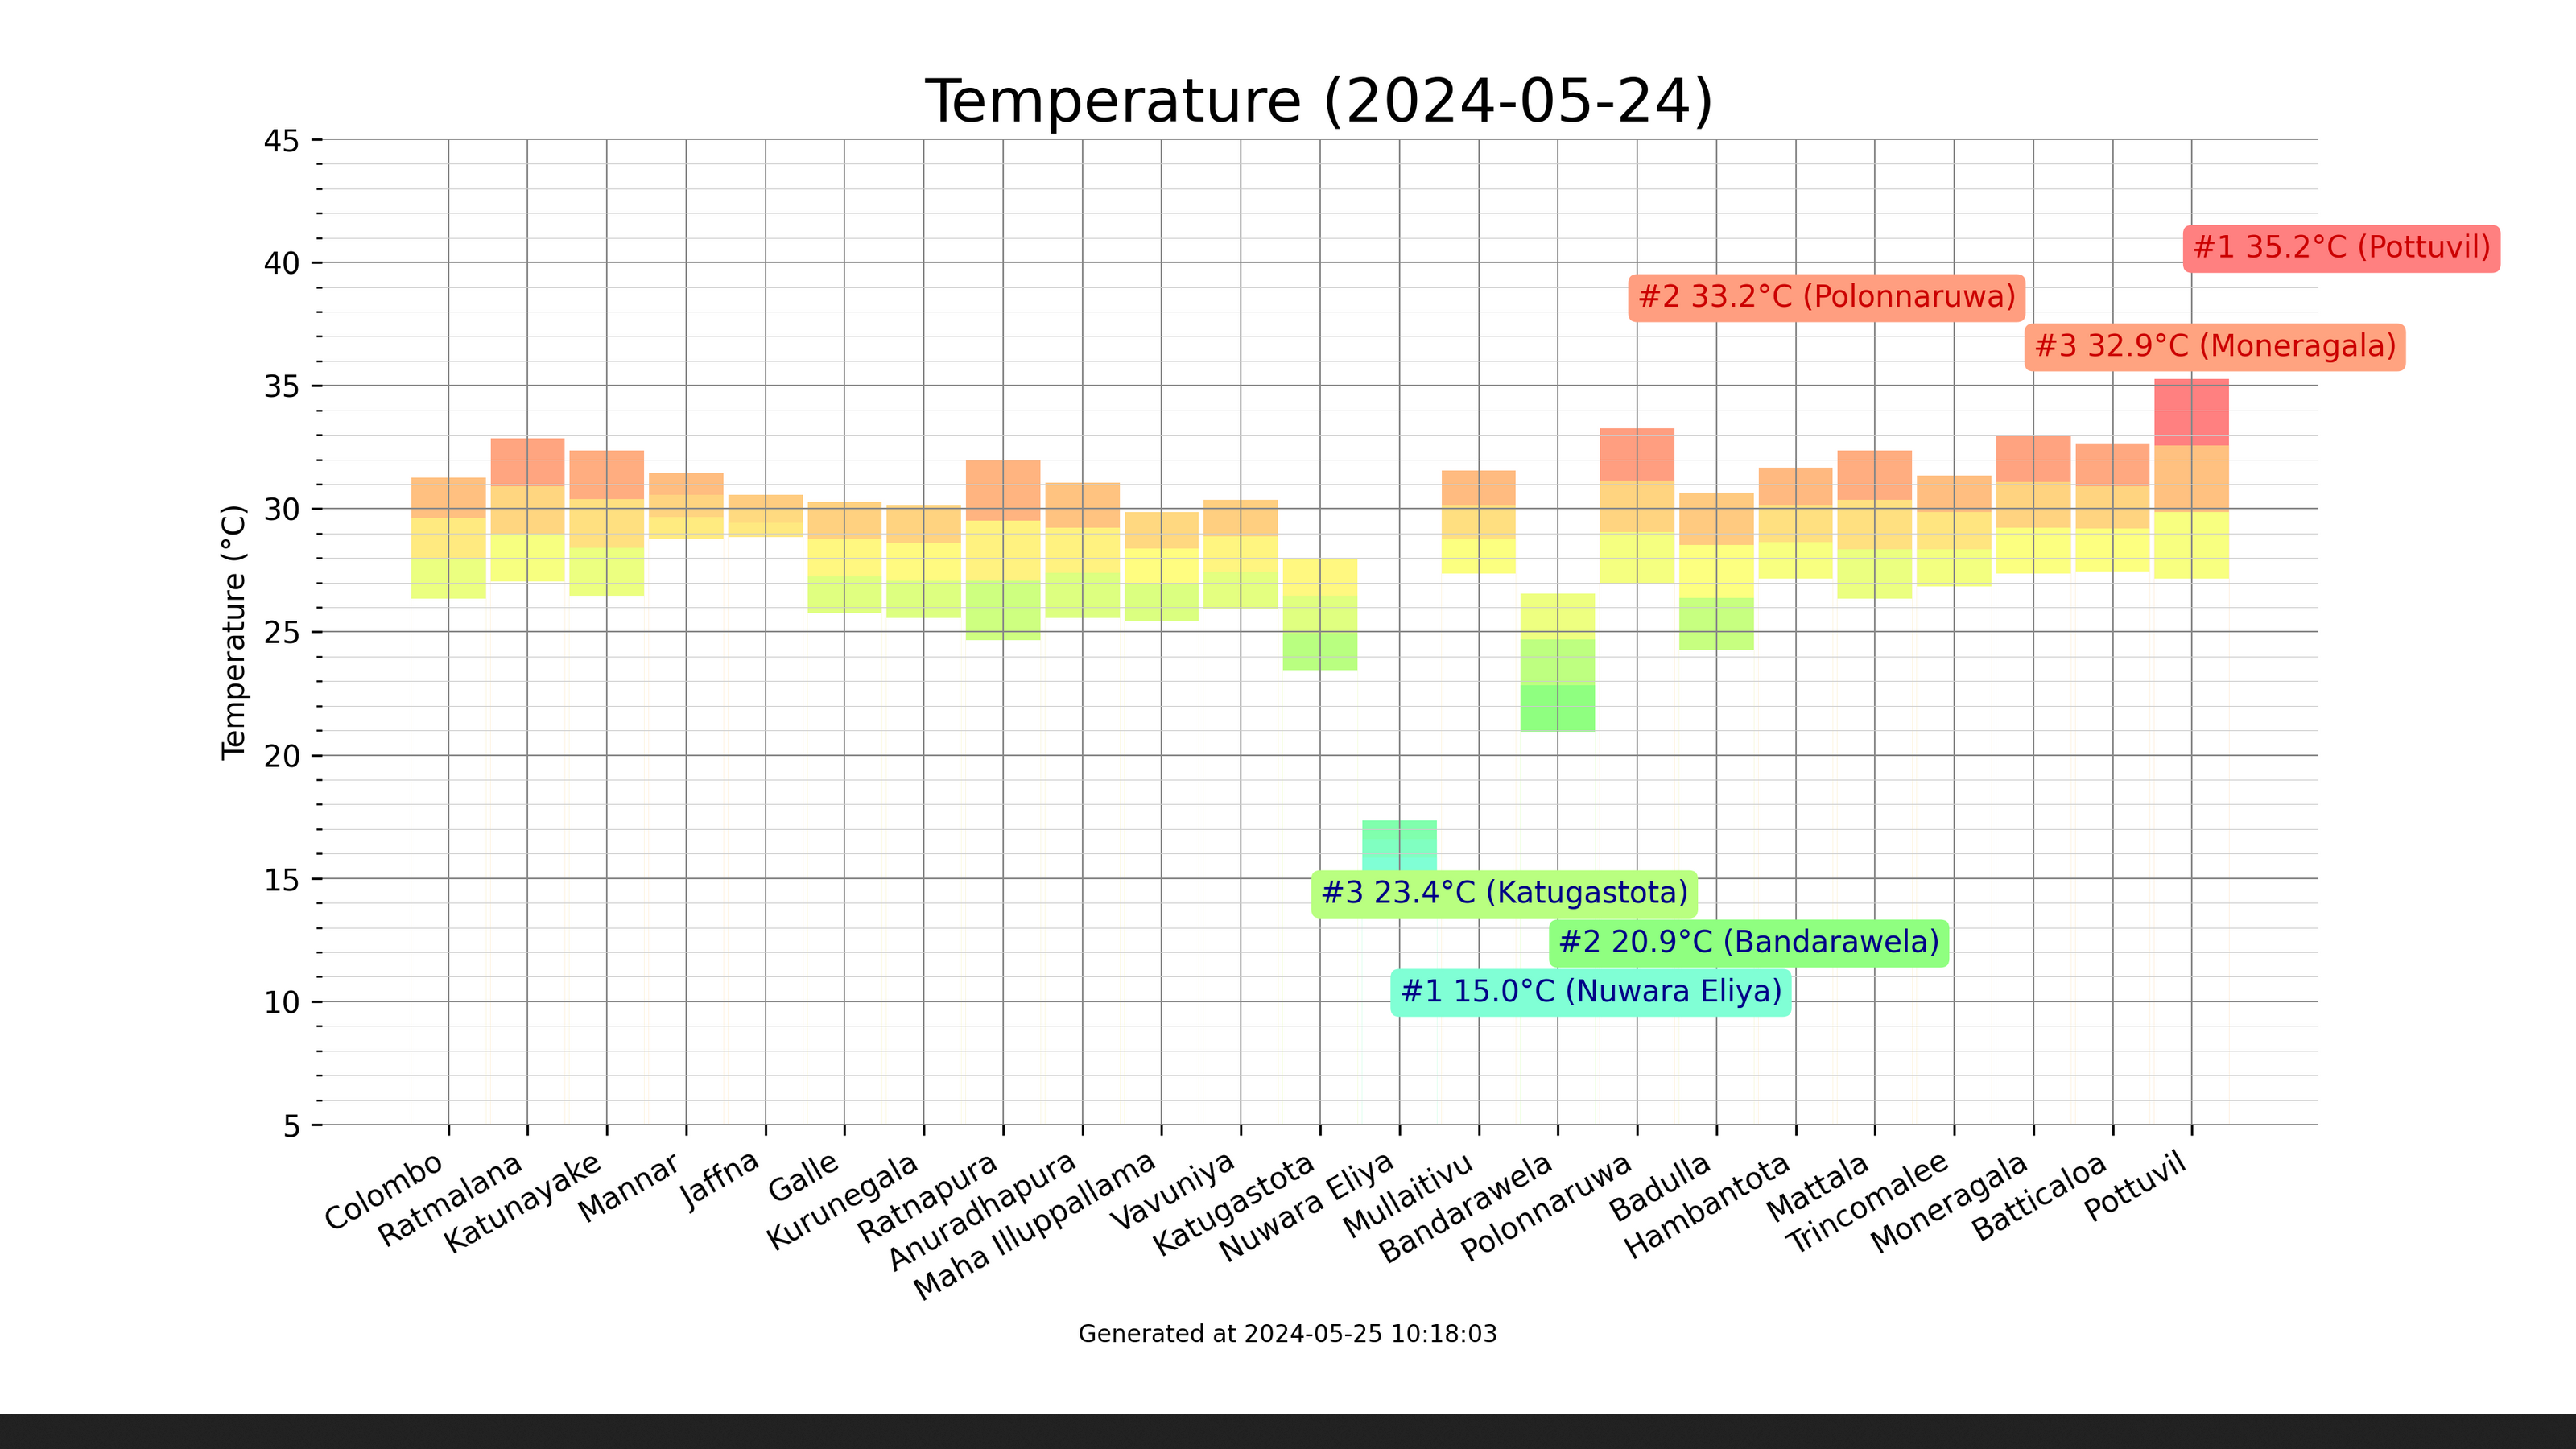 Temperature (2024-05-24)
45
40
35
30
25
20
15
10
5
Temperature (°C)
#1 35.2°C (Pottuvil)
#2 33.2°C (Polonnaruwa)
#3 32.9°C (Moneragala)
#3 23.4°C (Katugastota)
#2 20.9°C (Bandarawela)
#1 15.0°C (Nuwara Eliya)
Colombo
Ratmalana
Katunayake
Mannar
Jaffna
Galle
Kurunegala
Ratnapura
Anuradhapura
Maha Illuppallama
Vavuniya
Katugastota
Nuwara Eliya
Mullaitivu
Bandarawela
Polonnaruwa
Badulla
Hambantota
Mattala
Trincomalee
Moneragala
Batticaloa
Pottuvil
Generated at 2024-05-25 10:18:03